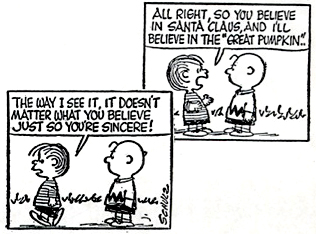 ALL RIGHT, SO YOU BELIEVE
IN SANTA CLAUS, AND I'LL
BELIEVE IN THE "GREAT PUMPKIN."
THE WAY I SEE IT, IT DOESN'T
MATTER WHAT YOU BELIEVE,
JUST SO YOU'RE SINCERE!
SCHULZ